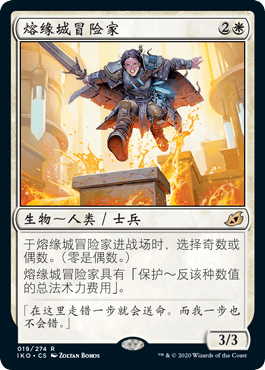 熔缘城冒险家 2
生物～人类／士兵
于熔缘城冒险家进战场时，选择奇数或
偶数。（零是偶数。）
熔缘城冒险家具有「保护～反该种数值
的总法术力费用」。
「在这里走错一步就会送命。而我一步也
不会错。」
3/3
019/274 R
IKO • CS ZOLTAN BOROS
™ & © 2020 Wizards of the Coast